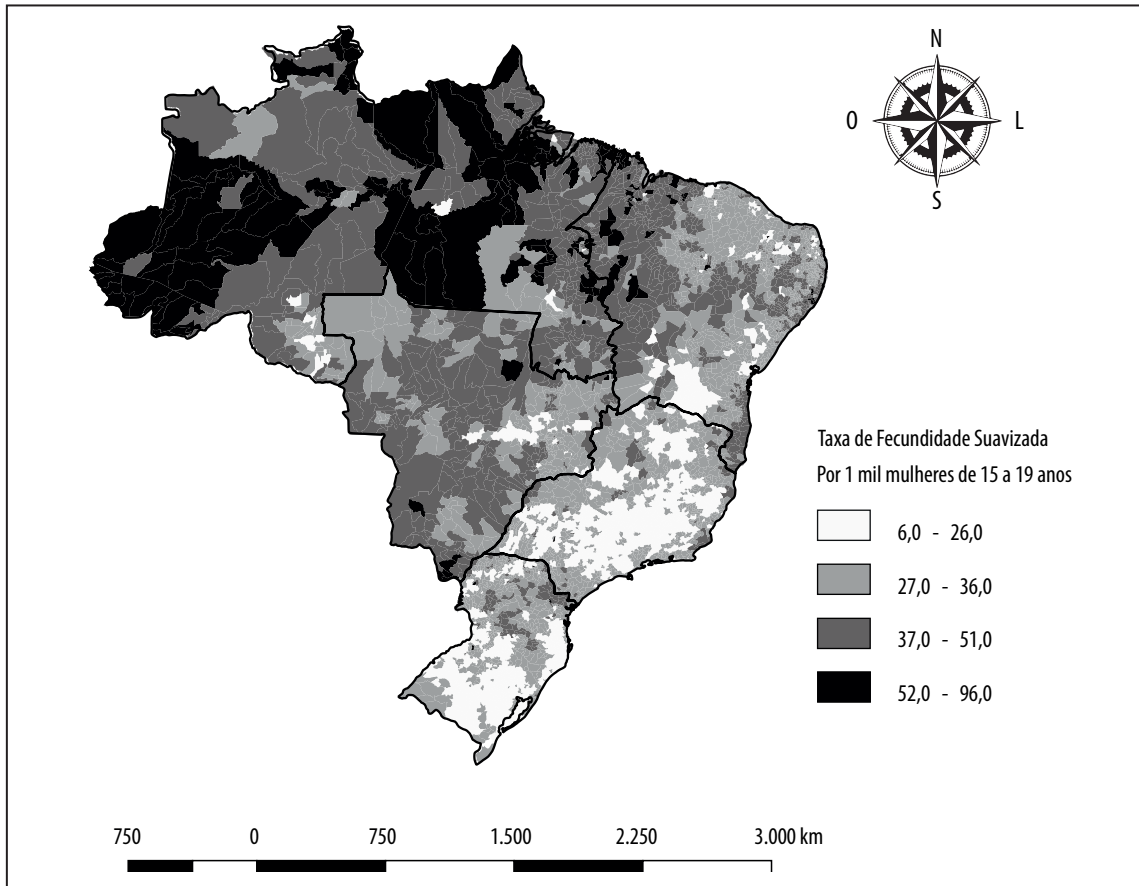 N
O
L
S
Taxa de Fecundidade Suavizada
Por 1 mil mulheres de 15 a 19 anos
6,0 - 26,0
27,0 - 36,0
37,0 - 51,0
52,0 - 96,0
750 0 750 1.500 2.250 3.000 km